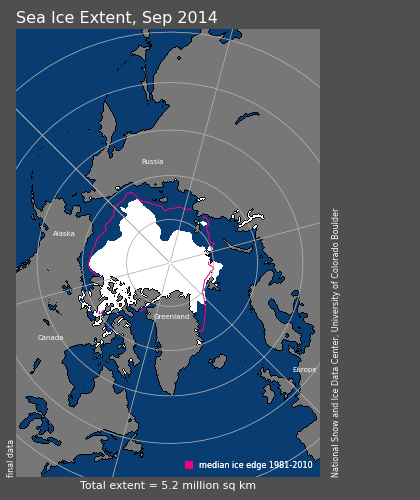 Sea Ice Extent, Sep 2014
Russia
Alaska
Greenland
Canada
Europe
median ice edge 1981-2010
Total extent = 5.2 million sq km
final data
National Snow and Ice Data Center, University of Colorado Boulder